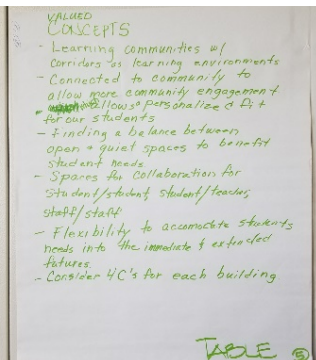 VALUED
CONCEPTS
- Learning communities w/
Corridors as learning environments
- Connected to community to
allow more community engagement
- allows personalize & fit
for our students
- Finding a balance between
open + quiet spaces to benefit
student needs
- Spaces for collaboration for
student/student, student/teacher,
staff/staff
- Flexibility to accomodate students
needs into the immediate & extended
futures.
- Consider 4C's for each building
TABLE 5